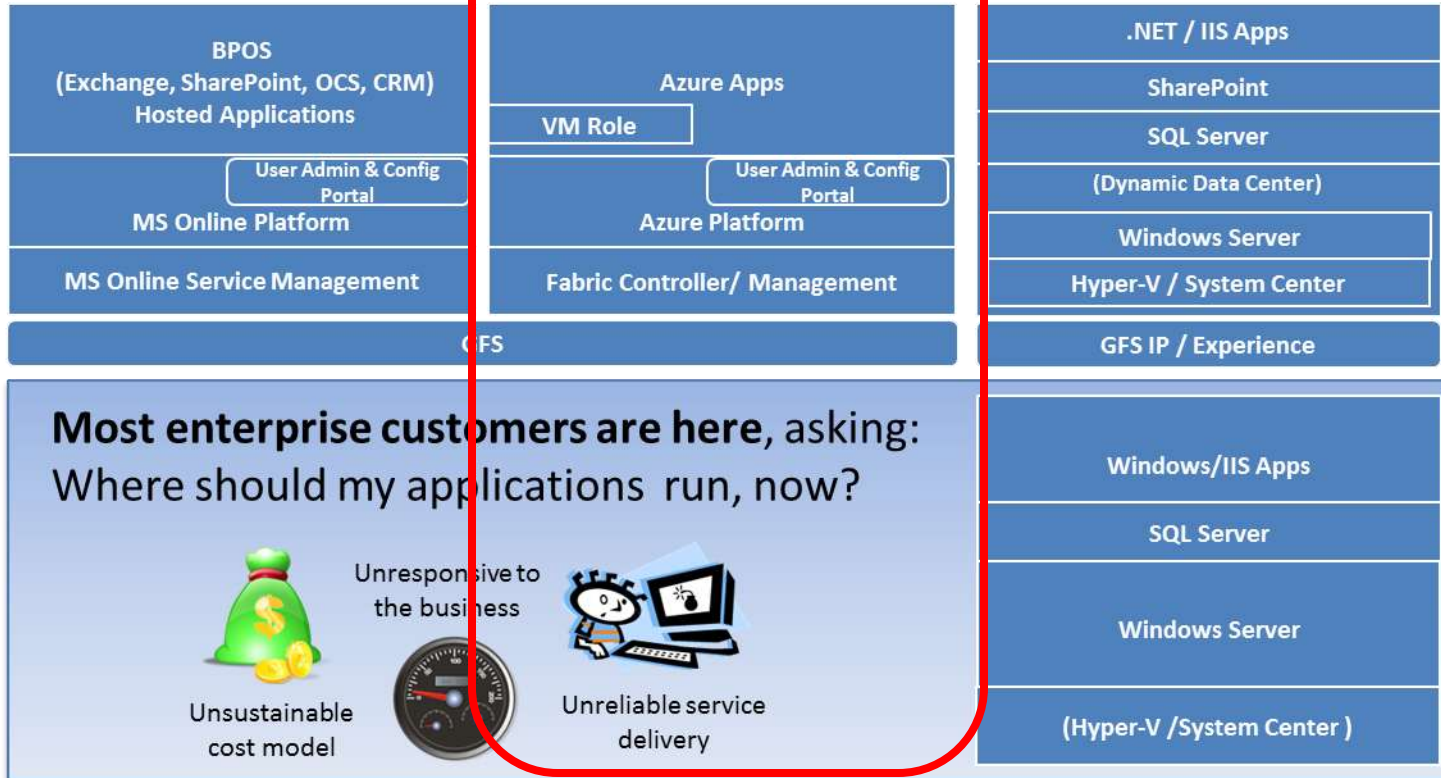 BPOS
(Exchange, SharePoint, OCS, CRM)
Hosted Applications
User Admin & Config
Portal
MS Online Platform
MS Online Service Management
Azure Apps
VM Role
User Admin & Config
Portal
Azure Platform
Fabric Controller/ Management
GFS
.NET / IIS Apps
SharePoint
SQL Server
(Dynamic Data Center)
Windows Server
Hyper-V / System Center
GFS IP / Experience
Most enterprise customers are here, asking:
Where should my applications run, now?
Unsustainable
cost model
Unresponsive to
the business
Unreliable service
delivery
Windows/IIS Apps
SQL Server
Windows Server
(Hyper-V /System Center )